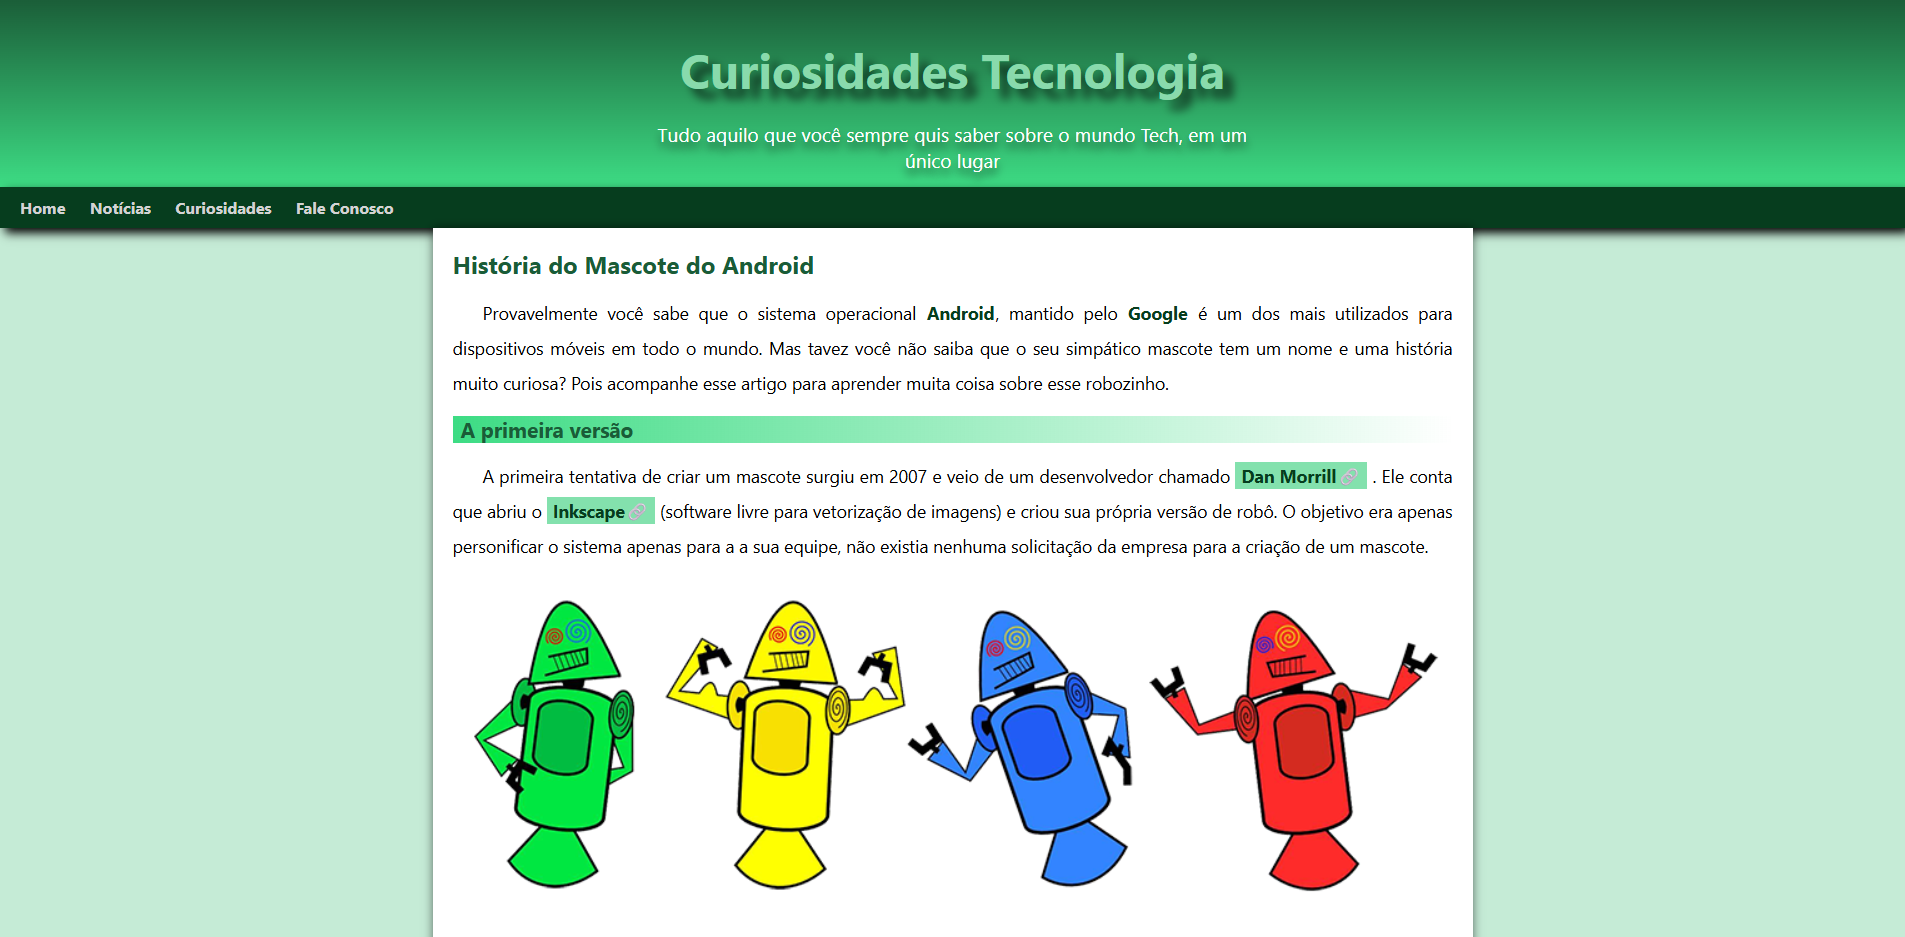 Curiosidades Tecnologia
Tudo aquilo que você sempre quis saber sobre o mundo Tech, em um
único lugar
Home Notícias Curiosidades Fale Conosco
História do Mascote do Android
Provavelmente você sabe que o sistema operacional Android, mantido pelo Google é um dos mais utilizados para
dispositivos móveis em todo o mundo. Mas tavez você não saiba que o seu simpático mascote tem um nome e uma história
muito curiosa? Pois acompanhe esse artigo para aprender muita coisa sobre esse robozinho.
A primeira versão
A primeira tentativa de criar um mascote surgiu em 2007 e veio de um desenvolvedor chamado Dan Morrill . Ele conta
que abriu o Inkscape (software livre para vetorização de imagens) e criou sua própria versão de robô. O objetivo era apenas
personificar o sistema apenas para a a sua equipe, não existia nenhuma solicitação da empresa para a criação de um mascote.